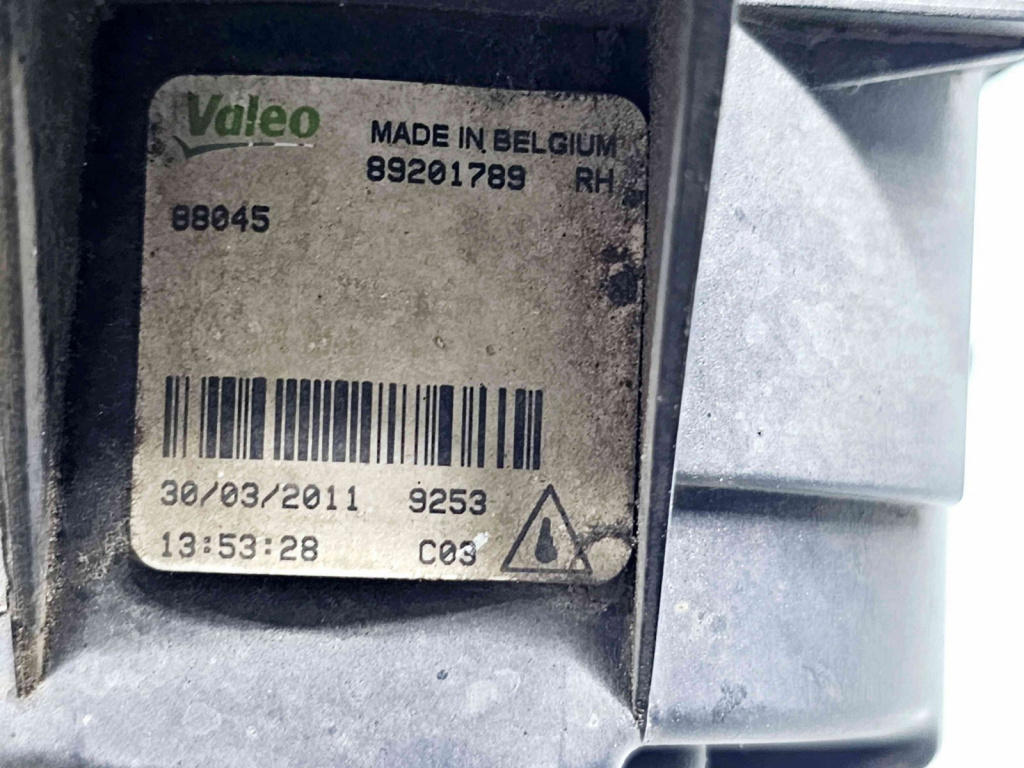 Valeo
MADE IN BELGIUM
89201789 RH
88045
30/03/2011 9253
13:53:28 C03